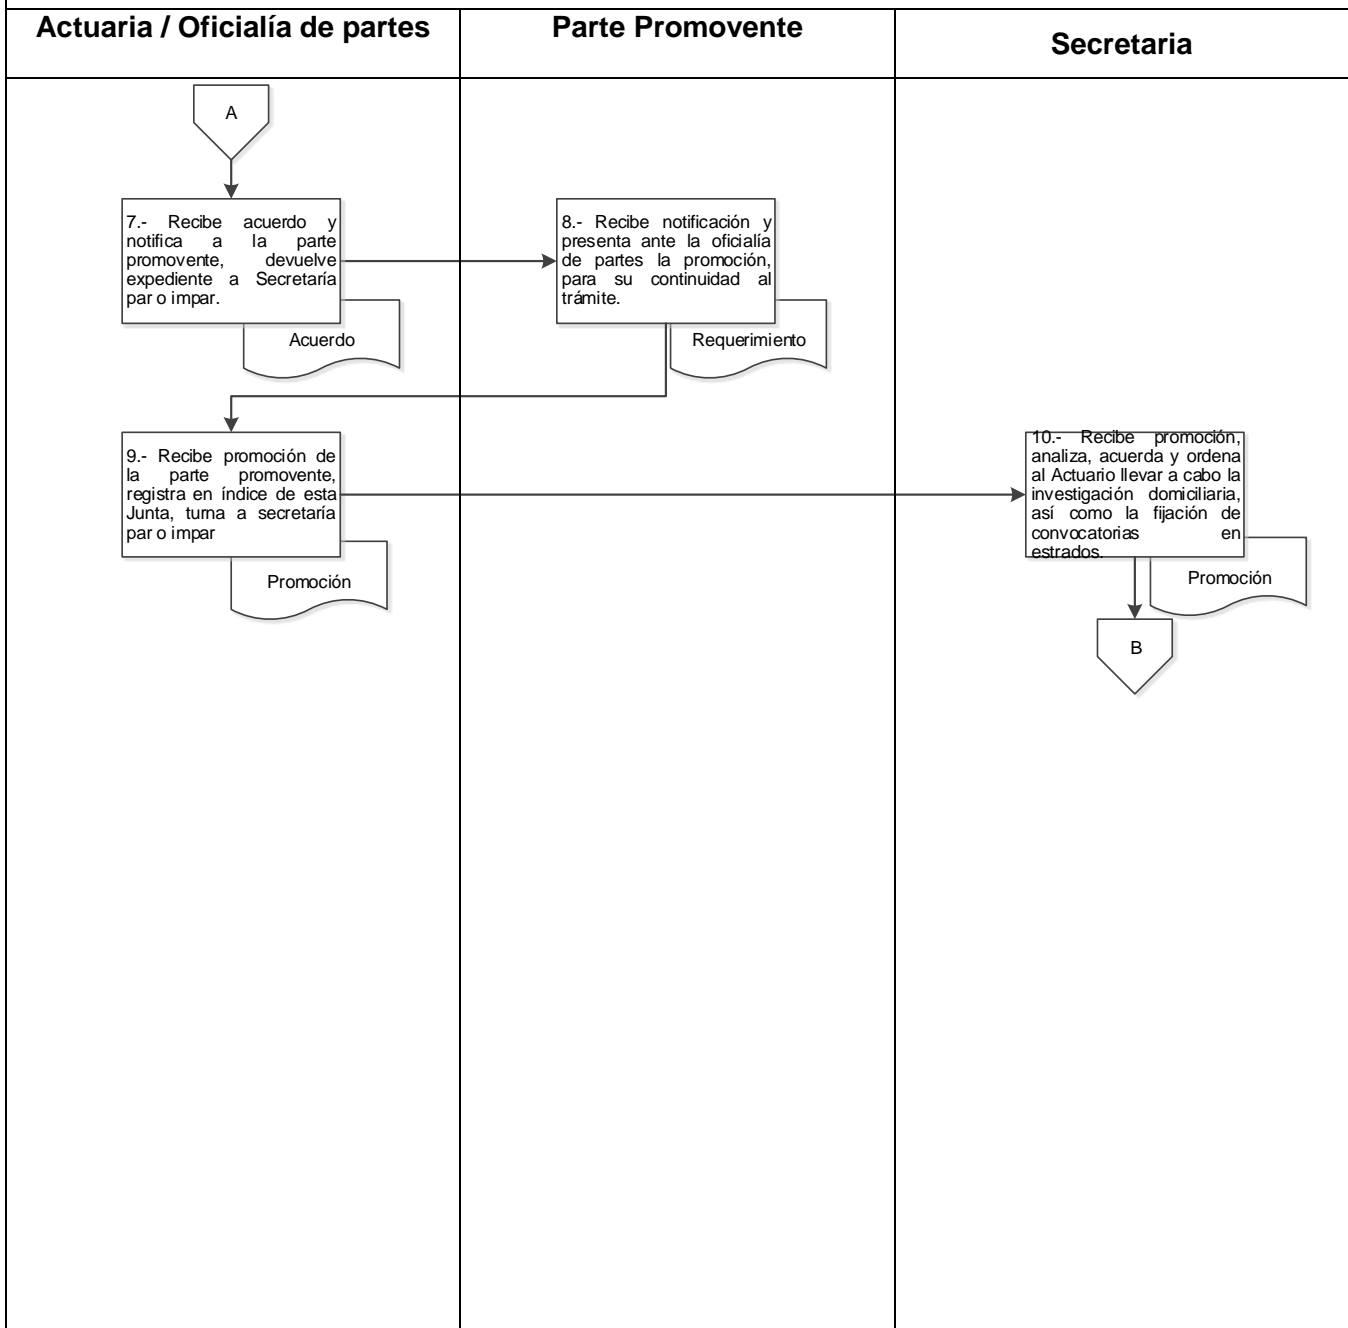 Actuaria / Oficialía de partes
Parte Promovente
Secretaria
A
7.- Recibe acuerdo y
notifica a la parte
promovente, devuelve
expediente a Secretaría
par o impar.
Acuerdo
8.- Recibe notificación y
presenta ante la oficialía
de partes la promoción,
para su continuidad al
trámite.
Requerimiento
9.- Recibe promoción de
la parte promovente,
registra en índice de esta
Junta, turna a secretaría
par o impar
Promoción
10.- Recibe promoción,
analiza, acuerda y ordena
al Actuario llevar a cabo la
investigación domiciliaria,
así como la fijación de
convocatorias en
estrados.
Promoción
B